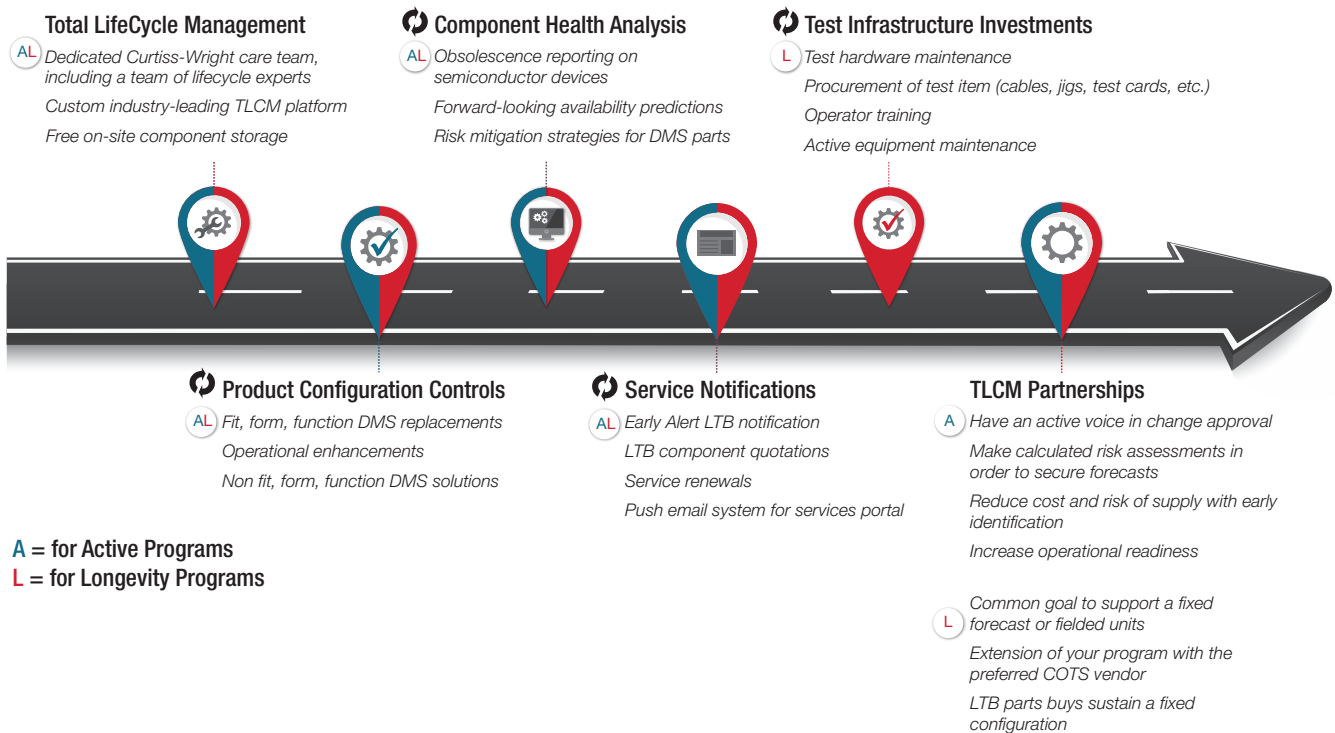 Total LifeCycle Management
AL
Dedicated Curtiss-Wright care team,
including a team of lifecycle experts
Custom industry-leading TLCM platform
Free on-site component storage
Component Health Analysis
AL
Obsolescence reporting on
semiconductor devices
Forward-looking availability predictions
Risk mitigation strategies for DMS parts
Test Infrastructure Investments
L
Test hardware maintenance
Procurement of test item (cables, jigs, test cards, etc.)
Operator training
Active equipment maintenance
Product Configuration Controls
AL
Fit, form, function DMS replacements
Operational enhancements
Non fit, form, function DMS solutions
Service Notifications
AL
Early Alert LTB notification
LTB component quotations
Service renewals
Push email system for services portal
TLCM Partnerships
A
Have an active voice in change approval
Make calculated risk assessments in
order to secure forecasts
Reduce cost and risk of supply with early
identification
Increase operational readiness
L
Common goal to support a fixed
forecast or fielded units
Extension of your program with the
preferred COTS vendor
LTB parts buys sustain a fixed
configuration
A = for Active Programs
L = for Longevity Programs